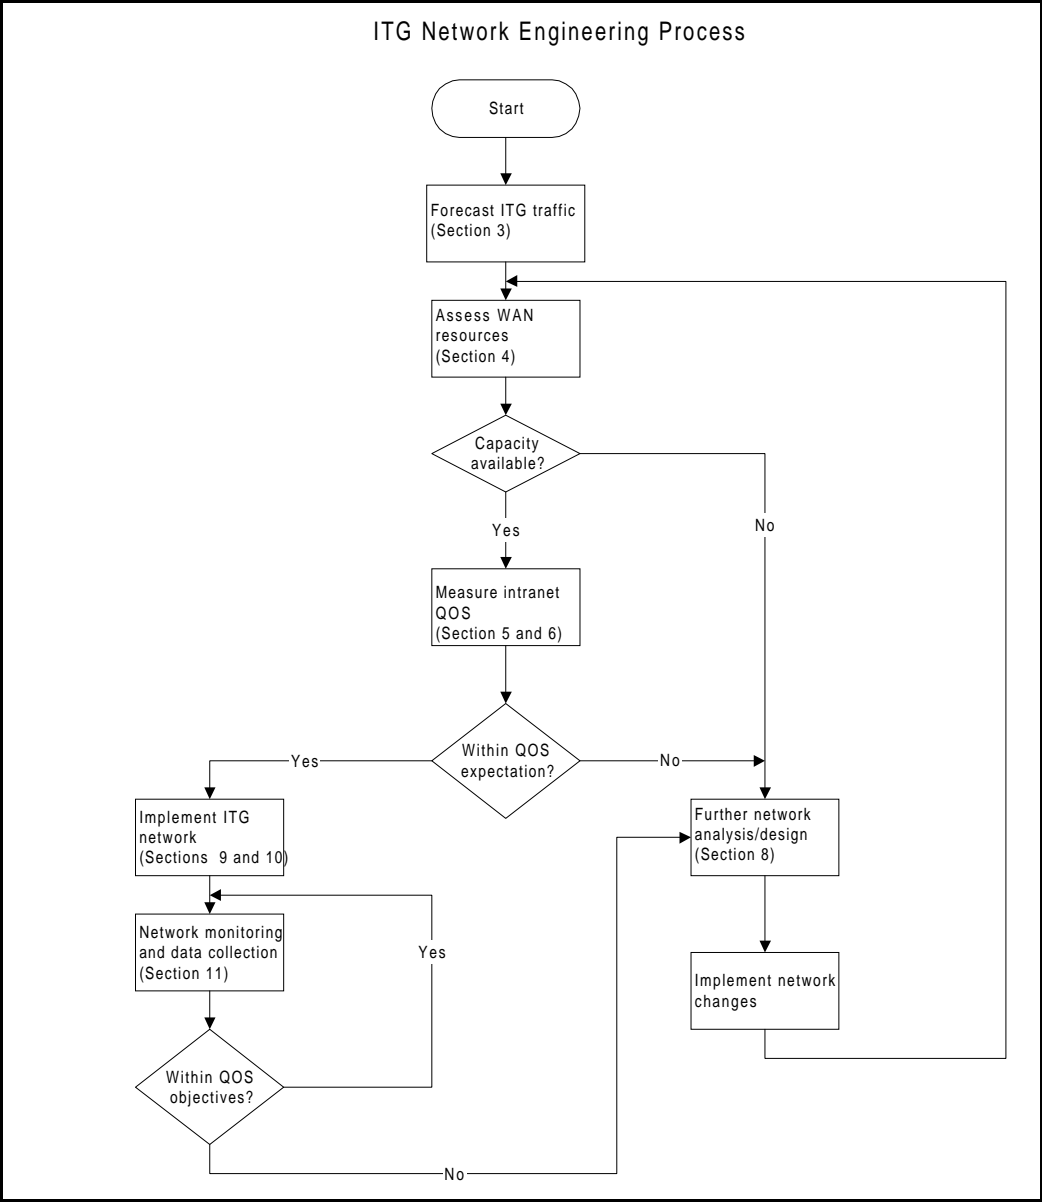 ITG Network Engineering Process
Start
Forecast ITG traffic
(Section 3)
Assess WAN
resources
(Section 4)
Capacity
available?
No
Yes
Measure intranet
QOS
(Section 5 and 6)
Within QOS
expectation?
Yes
No
Implement ITG
network
(Sections  9 and 10)
Further network
analysis/design
(Section 8)
Network monitoring
and data collection
(Section 11)
Yes
Implement network
changes
Within QOS
objectives?
No